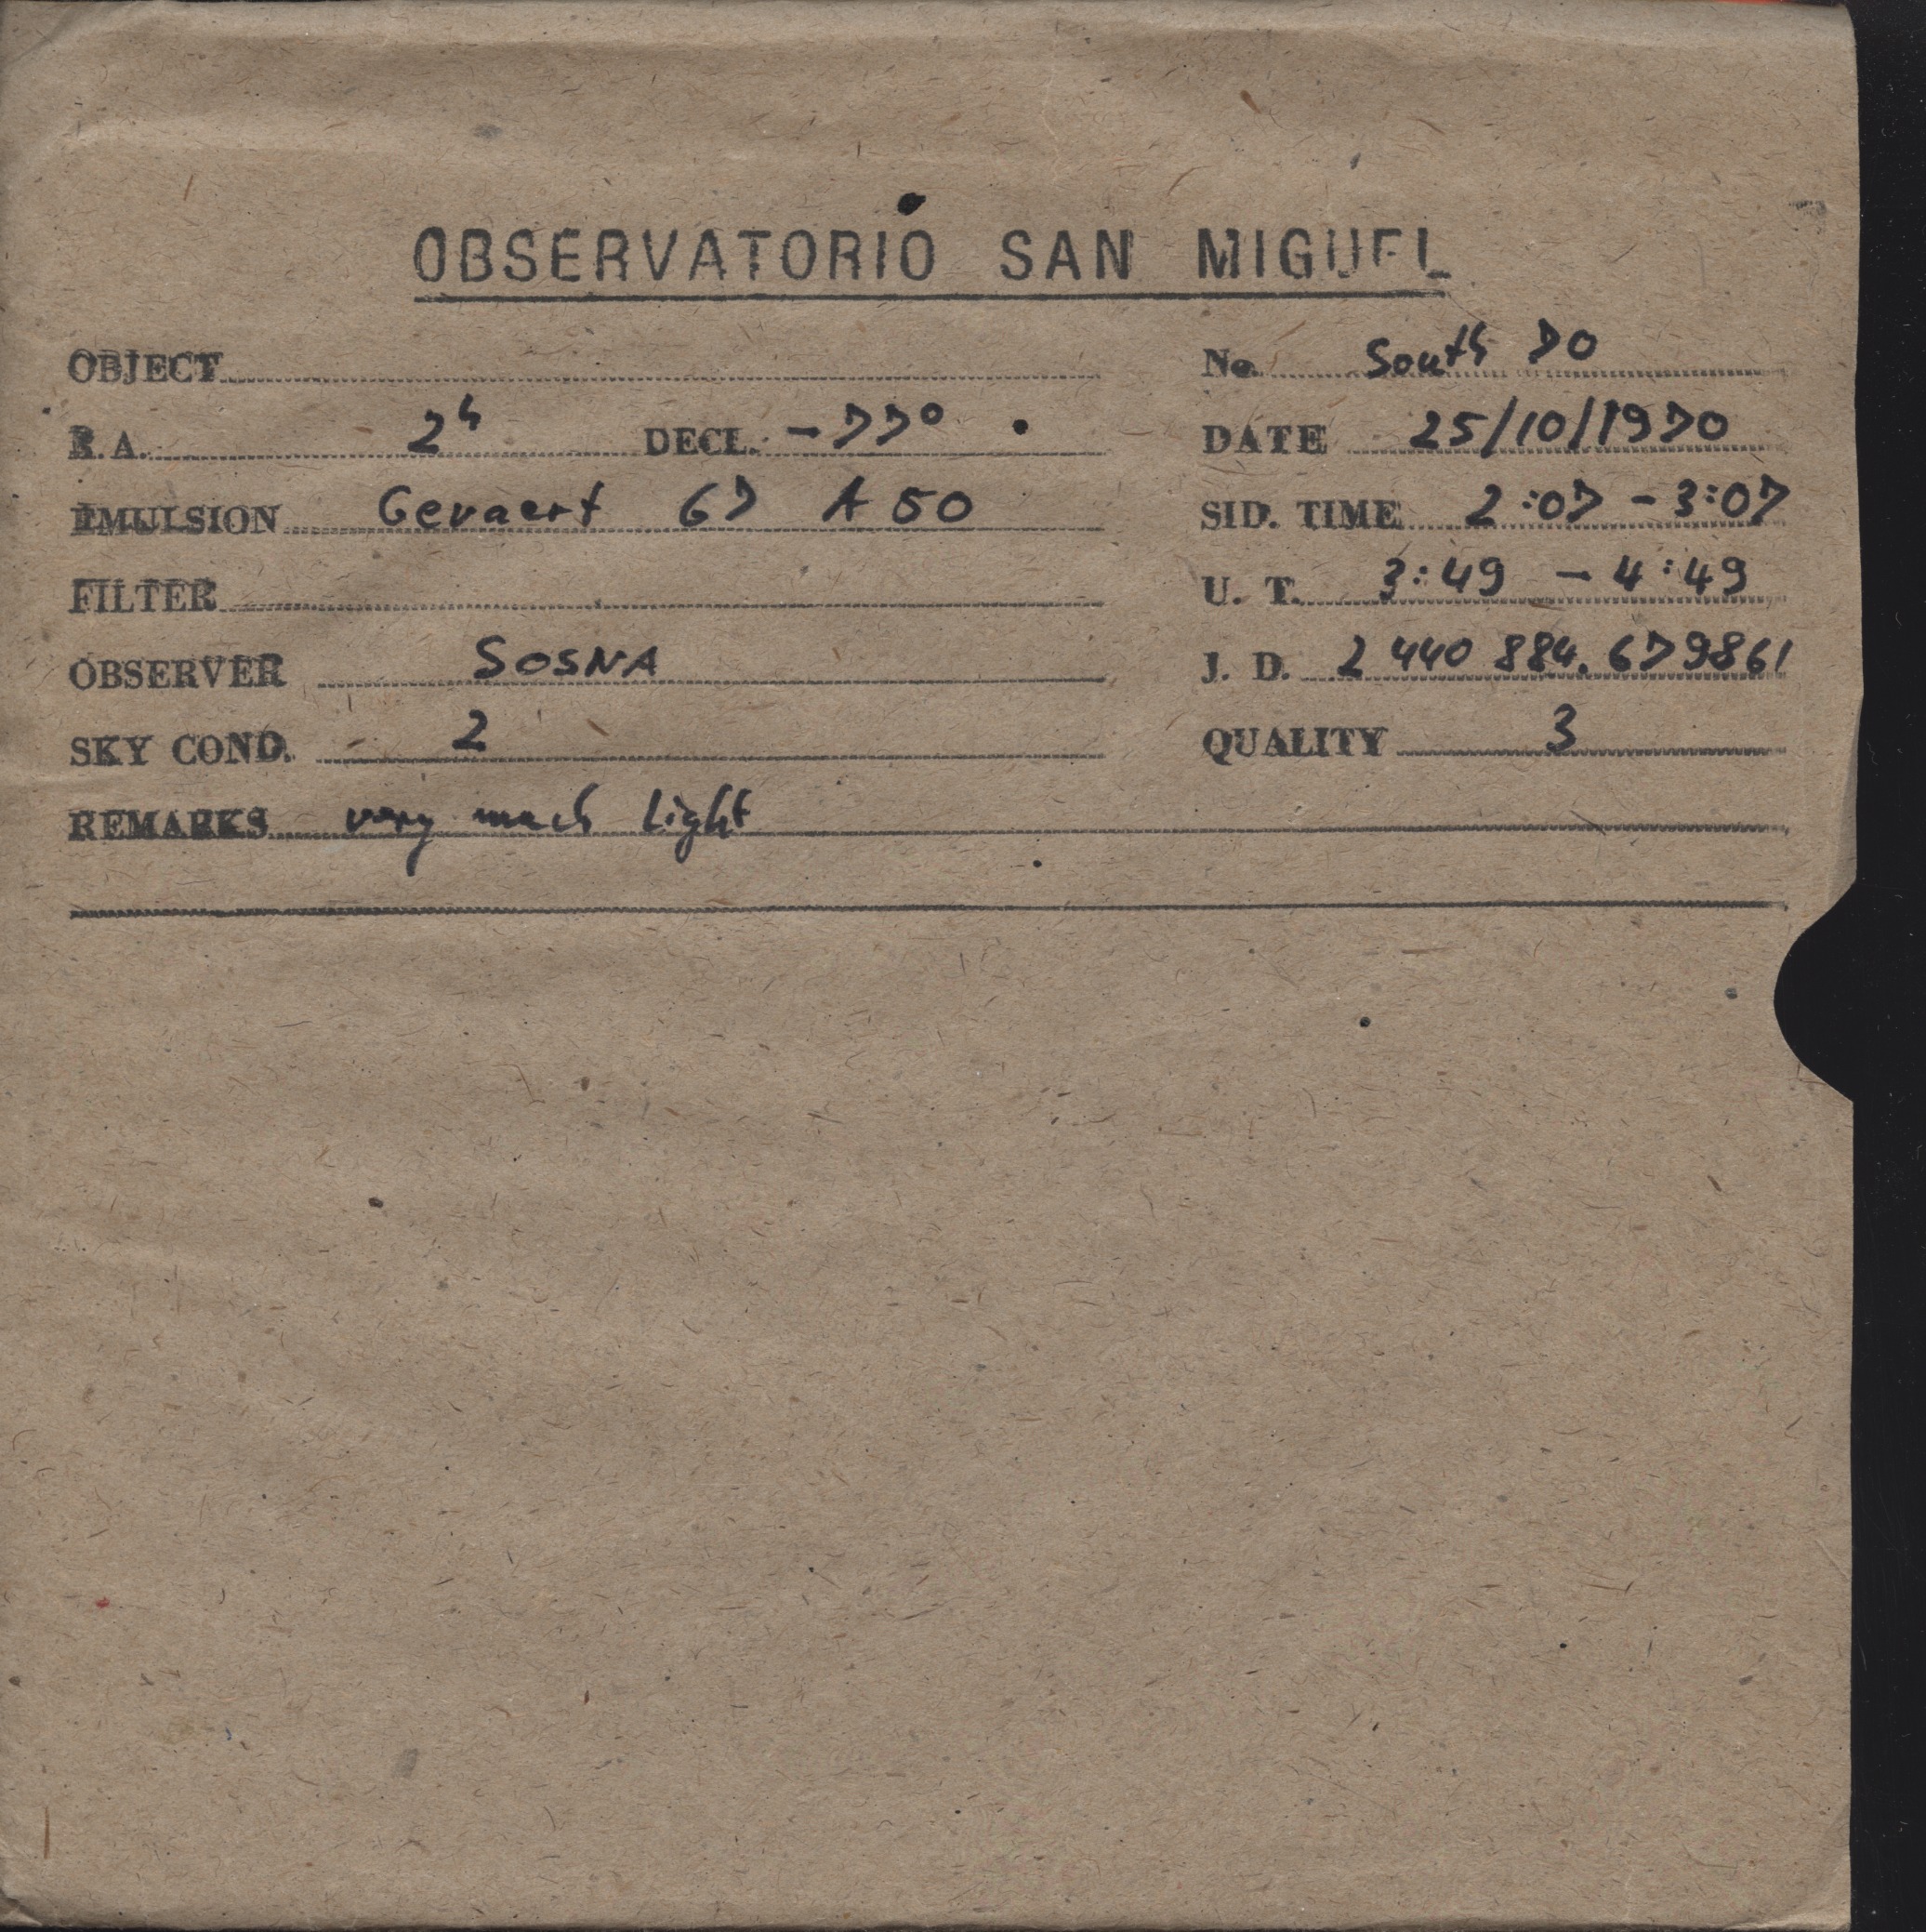 OBSERVATORIO SAN MIGUEL
OBJECT No. South 70
R.A. 2h DECL. -77° DATE 25/10/1970
EMULSION Gevaert 67 A 50 SID. TIME 2:07 - 3:07
FILTER U. T. 3:49 - 4:49
OBSERVER SOSNA J. D. 2 440 884.679861
SKY COND. 2 QUALITY 3
REMARKS very much light